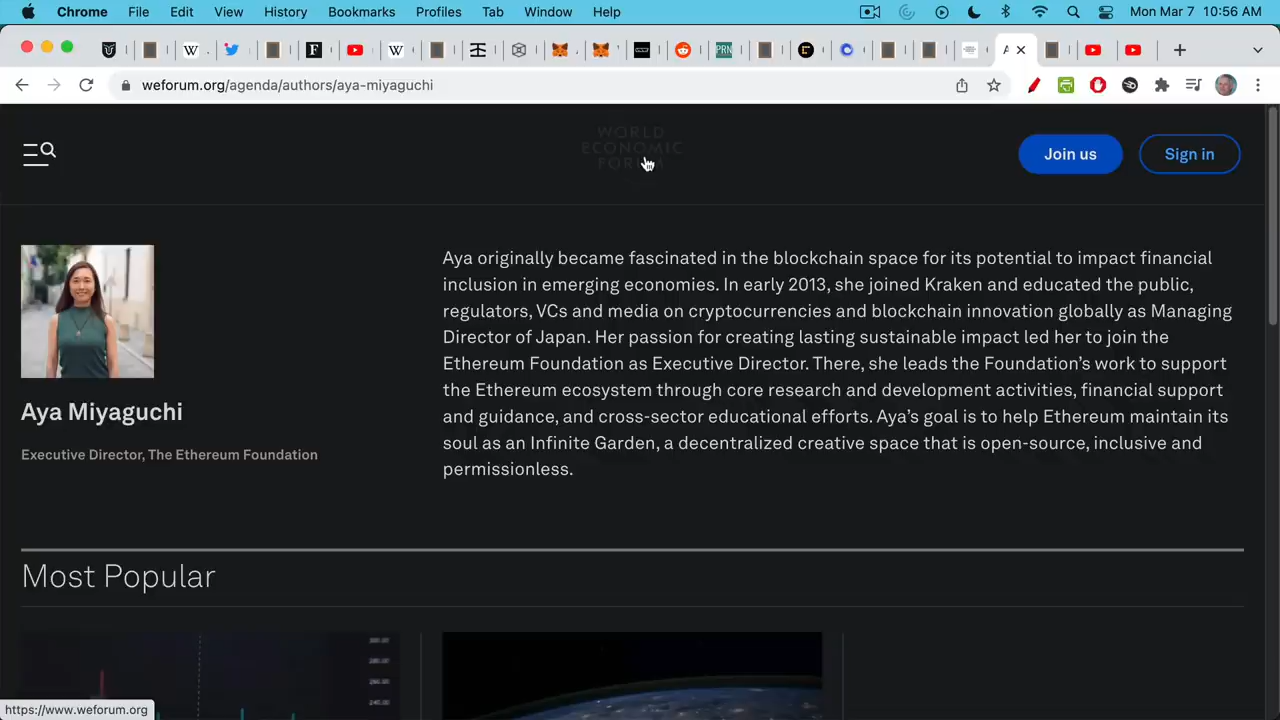 Chrome File Edit View History Bookmarks Profiles Tab Window Help Mon Mar 7 10:56 AM
weforum.org/agenda/authors/aya-miyaguchi
WORLD
ECONOMIC
FORUM
Join us
Sign in
Aya originally became fascinated in the blockchain space for its potential to impact financial
inclusion in emerging economies. In early 2013, she joined Kraken and educated the public,
regulators, VCs and media on cryptocurrencies and blockchain innovation globally as Managing
Director of Japan. Her passion for creating lasting sustainable impact led her to join the
Ethereum Foundation as Executive Director. There, she leads the Foundation’s work to support
the Ethereum ecosystem through core research and development activities, financial support
and guidance, and cross-sector educational efforts. Aya’s goal is to help Ethereum maintain its
soul as an Infinite Garden, a decentralized creative space that is open-source, inclusive and
permissionless.
Aya Miyaguchi
Executive Director, The Ethereum Foundation
Most Popular
https://www.weforum.org